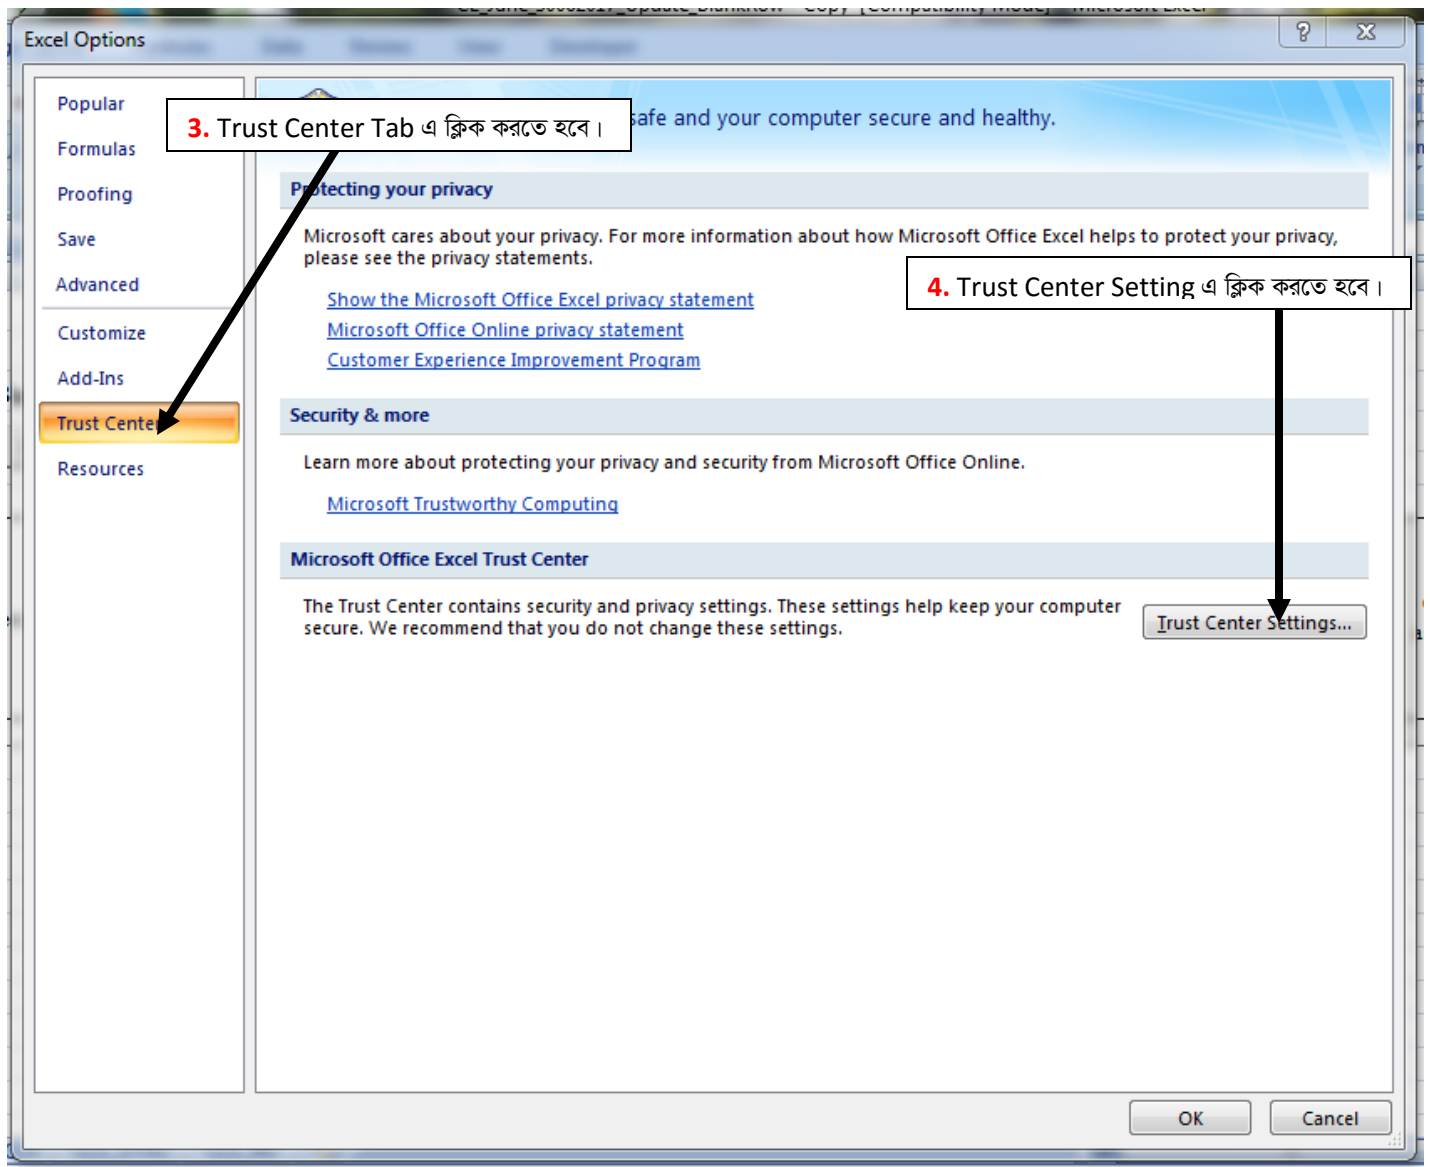 Excel Options
Popular
Formulas
Proofing
Save
Advanced
Customize
Add-Ins
Trust Center
Resources
3. Trust Center Tab এ ক্লিক করতে হবে।
safe and your computer secure and healthy.
Protecting your privacy
Microsoft cares about your privacy. For more information about how Microsoft Office Excel helps to protect your privacy,
please see the privacy statements.
4. Trust Center Setting এ ক্লিক করতে হবে।
Show the Microsoft Office Excel privacy statement
Microsoft Office Online privacy statement
Customer Experience Improvement Program
Security & more
Learn more about protecting your privacy and security from Microsoft Office Online.
Microsoft Trustworthy Computing
Microsoft Office Excel Trust Center
The Trust Center contains security and privacy settings. These settings help keep your computer
secure. We recommend that you do not change these settings.
Trust Center Settings...
OK
Cancel